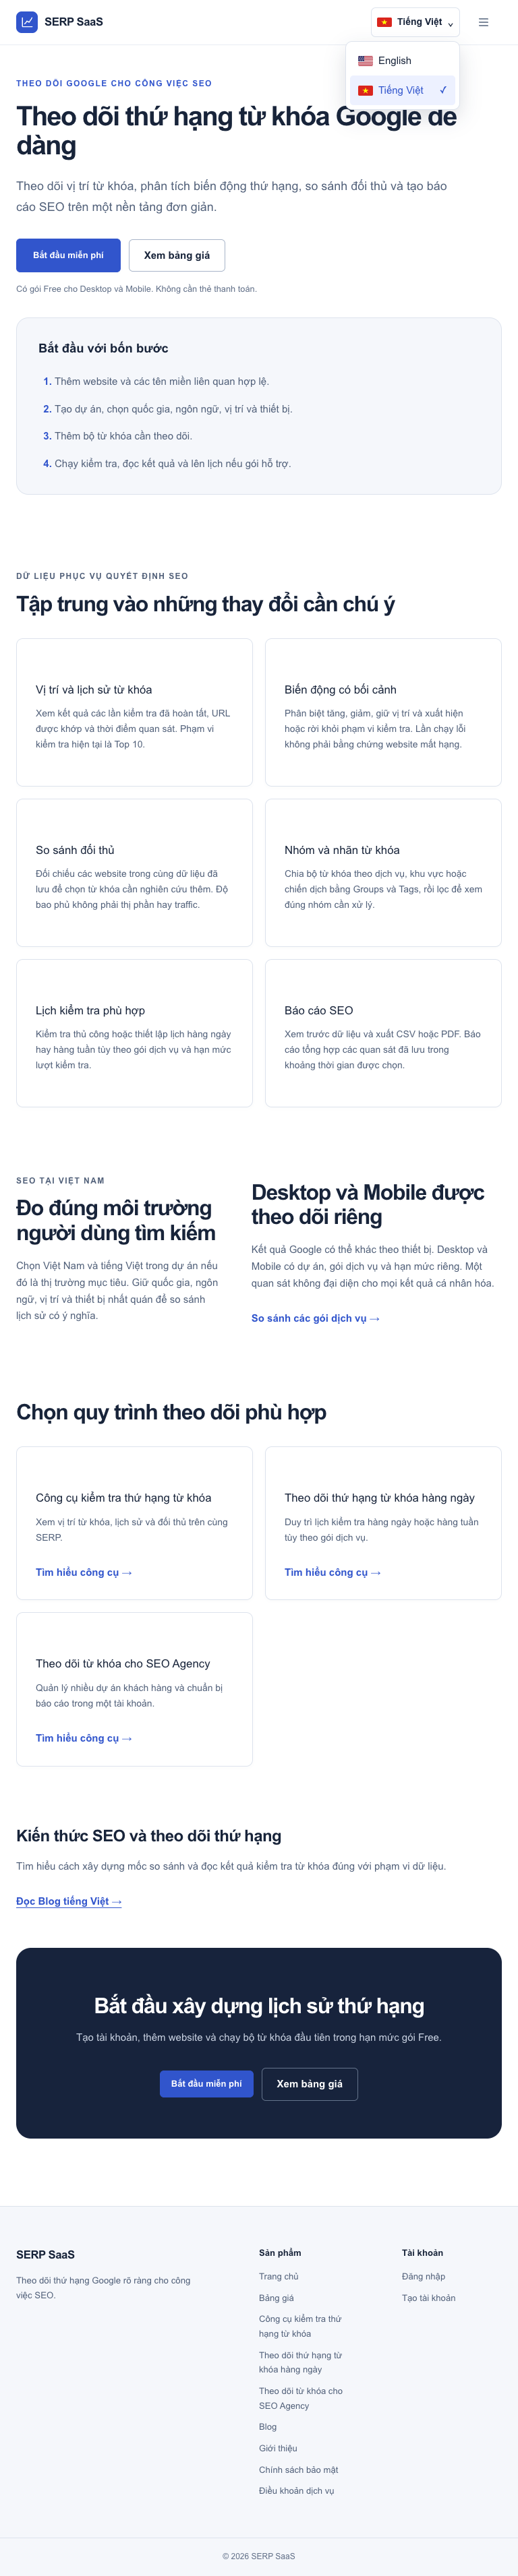 SERP SaaS
Tiếng Việt
English
Tiếng Việt ✓
THEO DÕI GOOGLE CHO CÔNG VIỆC SEO
Theo dõi thứ hạng từ khóa Google dễ
dàng
Theo dõi vị trí từ khóa, phân tích biến động thứ hạng, so sánh đối thủ và tạo báo
cáo SEO trên một nền tảng đơn giản.
Bắt đầu miễn phí
Xem bảng giá
Có gói Free cho Desktop và Mobile. Không cần thẻ thanh toán.
Bắt đầu với bốn bước
1. Thêm website và các tên miền liên quan hợp lệ.
2. Tạo dự án, chọn quốc gia, ngôn ngữ, vị trí và thiết bị.
3. Thêm bộ từ khóa cần theo dõi.
4. Chạy kiểm tra, đọc kết quả và lên lịch nếu gói hỗ trợ.
DỮ LIỆU PHỤC VỤ QUYẾT ĐỊNH SEO
Tập trung vào những thay đổi cần chú ý
Vị trí và lịch sử từ khóa
Xem kết quả các lần kiểm tra đã hoàn tất, URL
được khớp và thời điểm quan sát. Phạm vi
kiểm tra hiện tại là Top 10.
Biến động có bối cảnh
Phân biệt tăng, giảm, giữ vị trí và xuất hiện
hoặc rời khỏi phạm vi kiểm tra. Lần chạy lỗi
không phải bằng chứng website mất hạng.
So sánh đối thủ
Đối chiếu các website trong cùng dữ liệu đã
lưu để chọn từ khóa cần nghiên cứu thêm. Độ
bao phủ không phải thị phần hay traffic.
Nhóm và nhãn từ khóa
Chia bộ từ khóa theo dịch vụ, khu vực hoặc
chiến dịch bằng Groups và Tags, rồi lọc để xem
đúng nhóm cần xử lý.
Lịch kiểm tra phù hợp
Kiểm tra thủ công hoặc thiết lập lịch hàng ngày
hay hàng tuần tùy theo gói dịch vụ và hạn mức
lượt kiểm tra.
Báo cáo SEO
Xem trước dữ liệu và xuất CSV hoặc PDF. Báo
cáo tổng hợp các quan sát đã lưu trong
khoảng thời gian được chọn.
SEO TẠI VIỆT NAM
Đo đúng môi trường
người dùng tìm kiếm
Chọn Việt Nam và tiếng Việt trong dự án nếu
đó là thị trường mục tiêu. Giữ quốc gia, ngôn
ngữ, vị trí và thiết bị nhất quán để so sánh
lịch sử có ý nghĩa.
Desktop và Mobile được
theo dõi riêng
Kết quả Google có thể khác theo thiết bị. Desktop và
Mobile có dự án, gói dịch vụ và hạn mức riêng. Một
quan sát không đại diện cho mọi kết quả cá nhân hóa.
So sánh các gói dịch vụ →
Chọn quy trình theo dõi phù hợp
Công cụ kiểm tra thứ hạng từ khóa
Xem vị trí từ khóa, lịch sử và đối thủ trên cùng
SERP.
Tìm hiểu công cụ →
Theo dõi thứ hạng từ khóa hàng ngày
Duy trì lịch kiểm tra hàng ngày hoặc hàng tuần
tùy theo gói dịch vụ.
Tìm hiểu công cụ →
Theo dõi từ khóa cho SEO Agency
Quản lý nhiều dự án khách hàng và chuẩn bị
báo cáo trong một tài khoản.
Tìm hiểu công cụ →
Kiến thức SEO và theo dõi thứ hạng
Tìm hiểu cách xây dựng mốc so sánh và đọc kết quả kiểm tra từ khóa đúng với phạm vi dữ liệu.
Đọc Blog tiếng Việt →
Bắt đầu xây dựng lịch sử thứ hạng
Tạo tài khoản, thêm website và chạy bộ từ khóa đầu tiên trong hạn mức gói Free.
Bắt đầu miễn phí
Xem bảng giá
SERP SaaS
Theo dõi thứ hạng Google rõ ràng cho công
việc SEO.
Sản phẩm
Trang chủ
Bảng giá
Công cụ kiểm tra thứ
hạng từ khóa
Theo dõi thứ hạng từ
khóa hàng ngày
Theo dõi từ khóa cho
SEO Agency
Blog
Giới thiệu
Chính sách bảo mật
Điều khoản dịch vụ
Tài khoản
Đăng nhập
Tạo tài khoản
© 2026 SERP SaaS